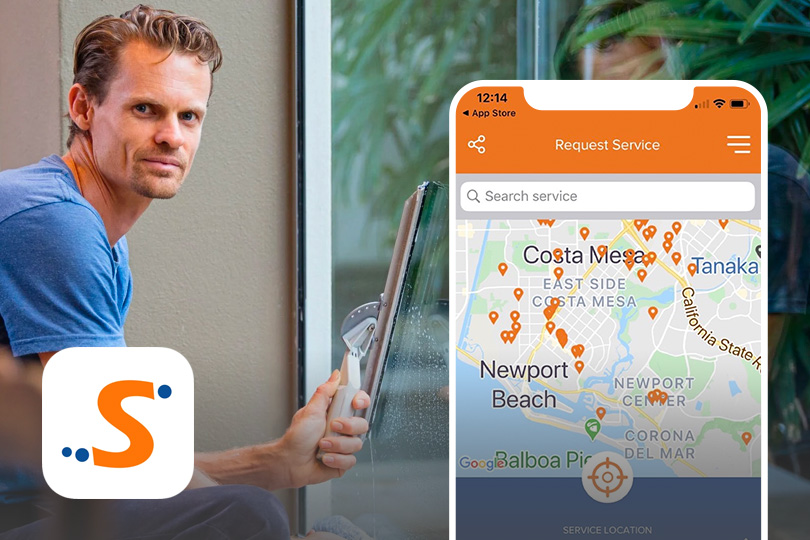 S
12:14
◀ App Store
Request Service
Search service
Costa Mesa
Tanaka
EAST SIDE
COSTA MESA
California State R
Newport
Beach
NEWPORT
CENTER
CORONA
DEL MAR
Balboa Pie
Google
SERVICE LOCATION